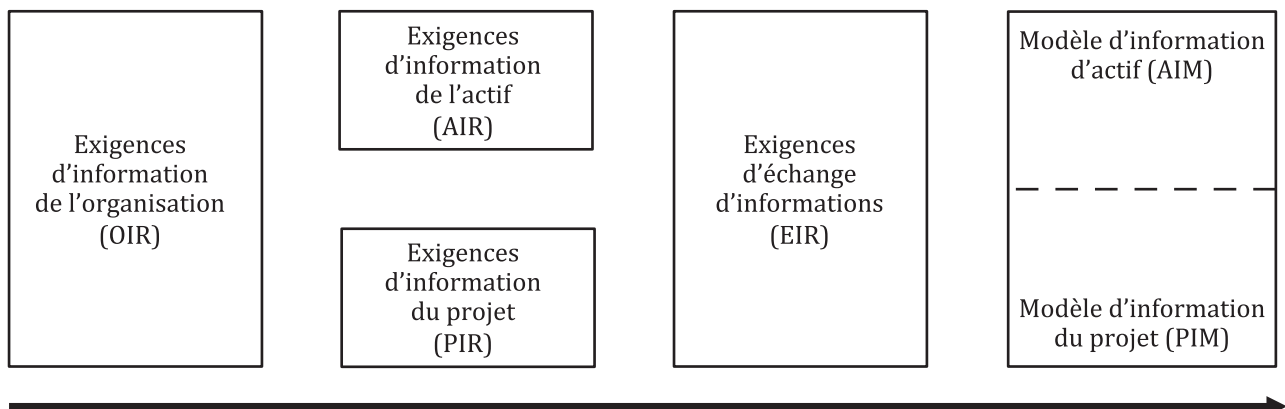 Exigences
d’information
de l’organisation
(OIR)
Exigences
d’information
de l’actif
(AIR)
Exigences
d’information
du projet
(PIR)
Exigences
d’échange
d’informations
(EIR)
Modèle d’information
d’actif (AIM)
Modèle d’information
du projet (PIM)